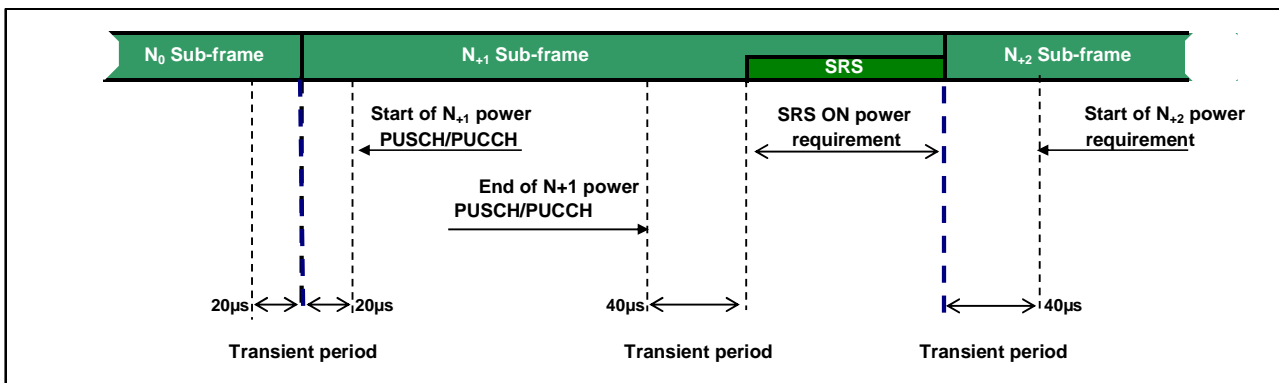 N0 Sub-frame
N+1 Sub-frame
SRS
N+2 Sub-frame
Start of N+1 power
PUSCH/PUCCH
SRS ON power
requirement
Start of N+2 power
requirement
End of N+1 power
PUSCH/PUCCH
20µs
20µs
40µs
40µs
Transient period
Transient period
Transient period